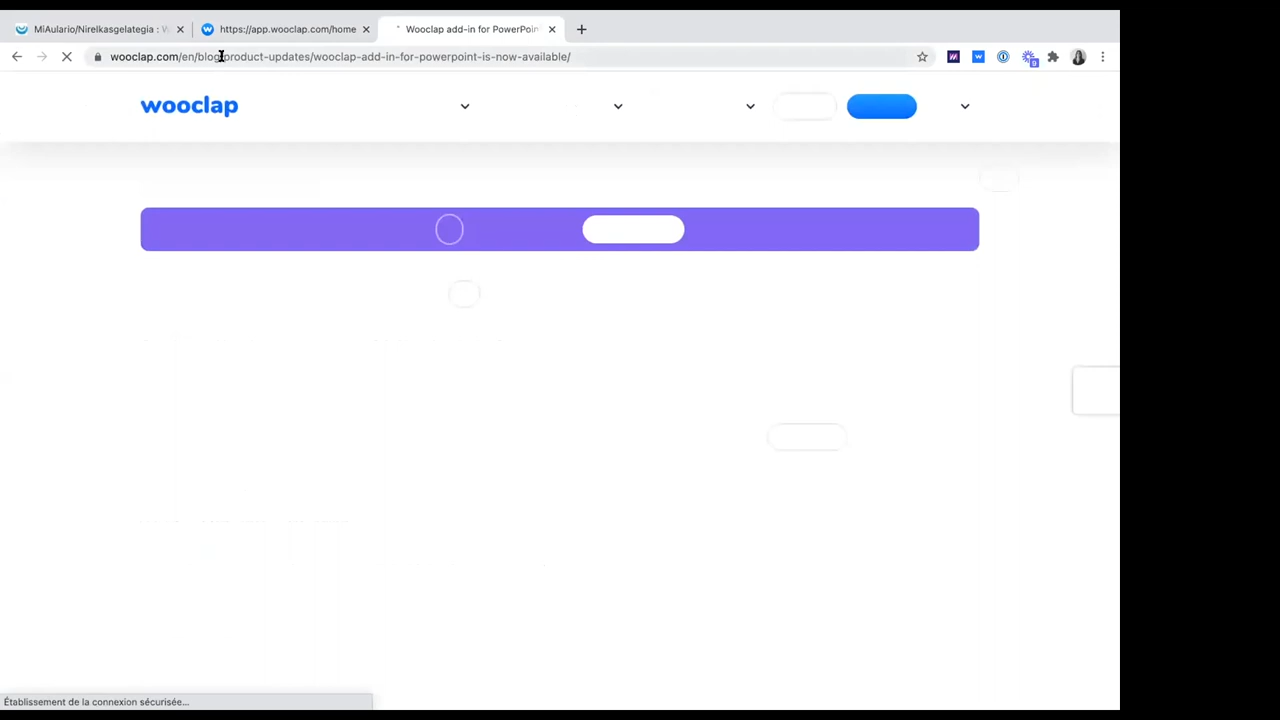 MiAulario/Nirelkasgelategia :
https://app.wooclap.com/home
Wooclap add-in for PowerPoin
wooclap.com/en/blog/product-updates/wooclap-add-in-for-powerpoint-is-now-available/
wooclap
Établissement de la connexion sécurisée...